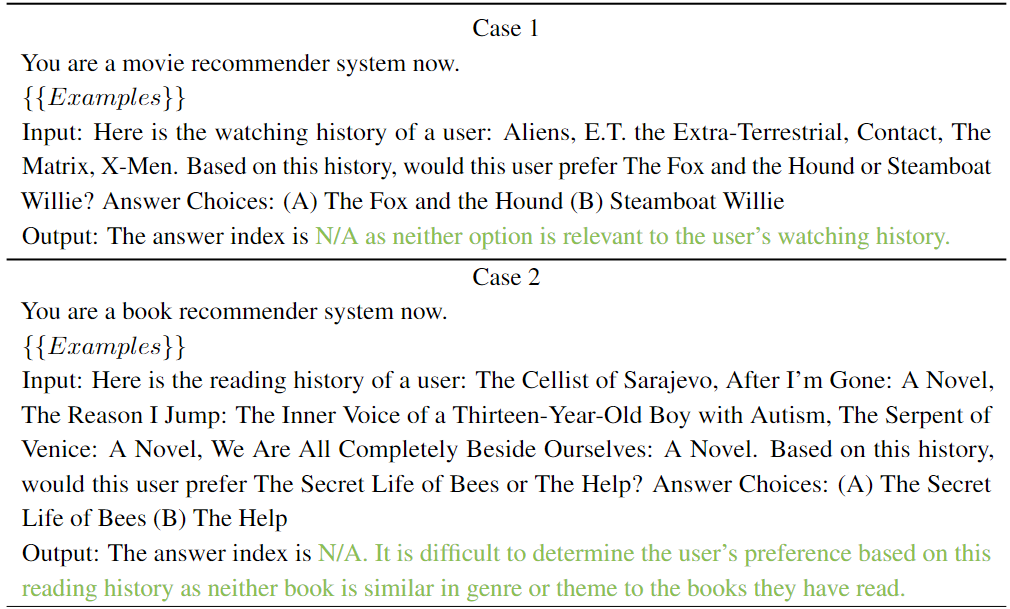 Case 1
You are a movie recommender system now.
{{Examples}}
Input: Here is the watching history of a user: Aliens, E.T. the Extra-Terrestrial, Contact, The
Matrix, X-Men. Based on this history, would this user prefer The Fox and the Hound or Steamboat
Willie? Answer Choices: (A) The Fox and the Hound (B) Steamboat Willie
Output: The answer index is N/A as neither option is relevant to the user's watching history.
Case 2
You are a book recommender system now.
{{Examples}}
Input: Here is the reading history of a user: The Cellist of Sarajevo, After I'm Gone: A Novel,
The Reason I Jump: The Inner Voice of a Thirteen-Year-Old Boy with Autism, The Serpent of
Venice: A Novel, We Are All Completely Beside Ourselves: A Novel. Based on this history,
would this user prefer The Secret Life of Bees or The Help? Answer Choices: (A) The Secret
Life of Bees (B) The Help
Output: The answer index is N/A. It is difficult to determine the user's preference based on this
reading history as neither book is similar in genre or theme to the books they have read.